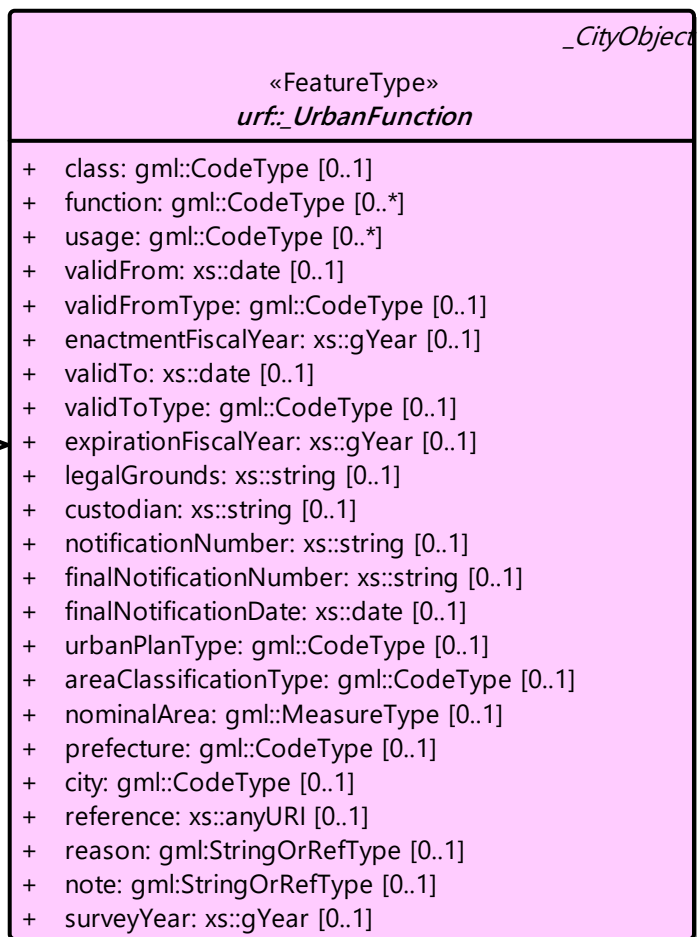 _CityObject
«FeatureType»
urf::_UrbanFunction
+ class: gml::CodeType [0..1]
+ function: gml::CodeType [0..*]
+ usage: gml::CodeType [0..*]
+ validFrom: xs::date [0..1]
+ validFromType: gml::CodeType [0..1]
+ enactmentFiscalYear: xs::gYear [0..1]
+ validTo: xs::date [0..1]
+ validToType: gml::CodeType [0..1]
+ expirationFiscalYear: xs::gYear [0..1]
+ legalGrounds: xs::string [0..1]
+ custodian: xs::string [0..1]
+ notificationNumber: xs::string [0..1]
+ finalNotificationNumber: xs::string [0..1]
+ finalNotificationDate: xs::date [0..1]
+ urbanPlanType: gml::CodeType [0..1]
+ areaClassificationType: gml::CodeType [0..1]
+ nominalArea: gml::MeasureType [0..1]
+ prefecture: gml::CodeType [0..1]
+ city: gml::CodeType [0..1]
+ reference: xs::anyURI [0..1]
+ reason: gml:StringOrRefType [0..1]
+ note: gml:StringOrRefType [0..1]
+ surveyYear: xs::gYear [0..1]